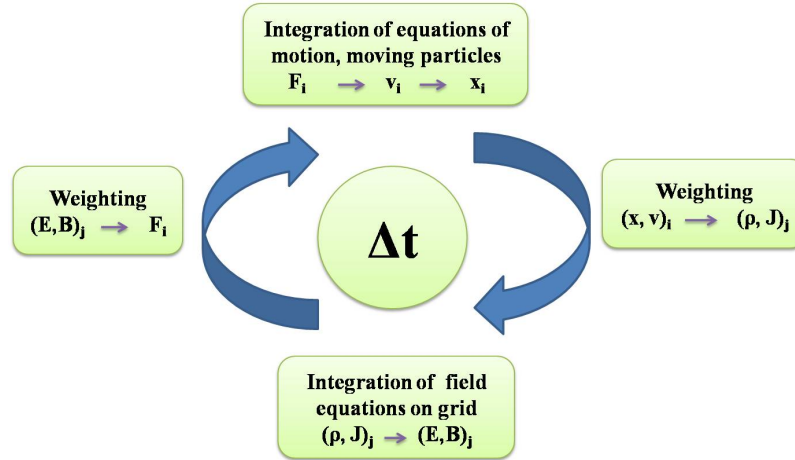 Integration of equations of
motion, moving particles
Fᵢ → vᵢ → xᵢ
Weighting
(E,B)ⱼ → Fᵢ
Δt
Weighting
(x, v)ᵢ → (ρ, J)ⱼ
Integration of field
equations on grid
(ρ, J)ⱼ → (E,B)ⱼ